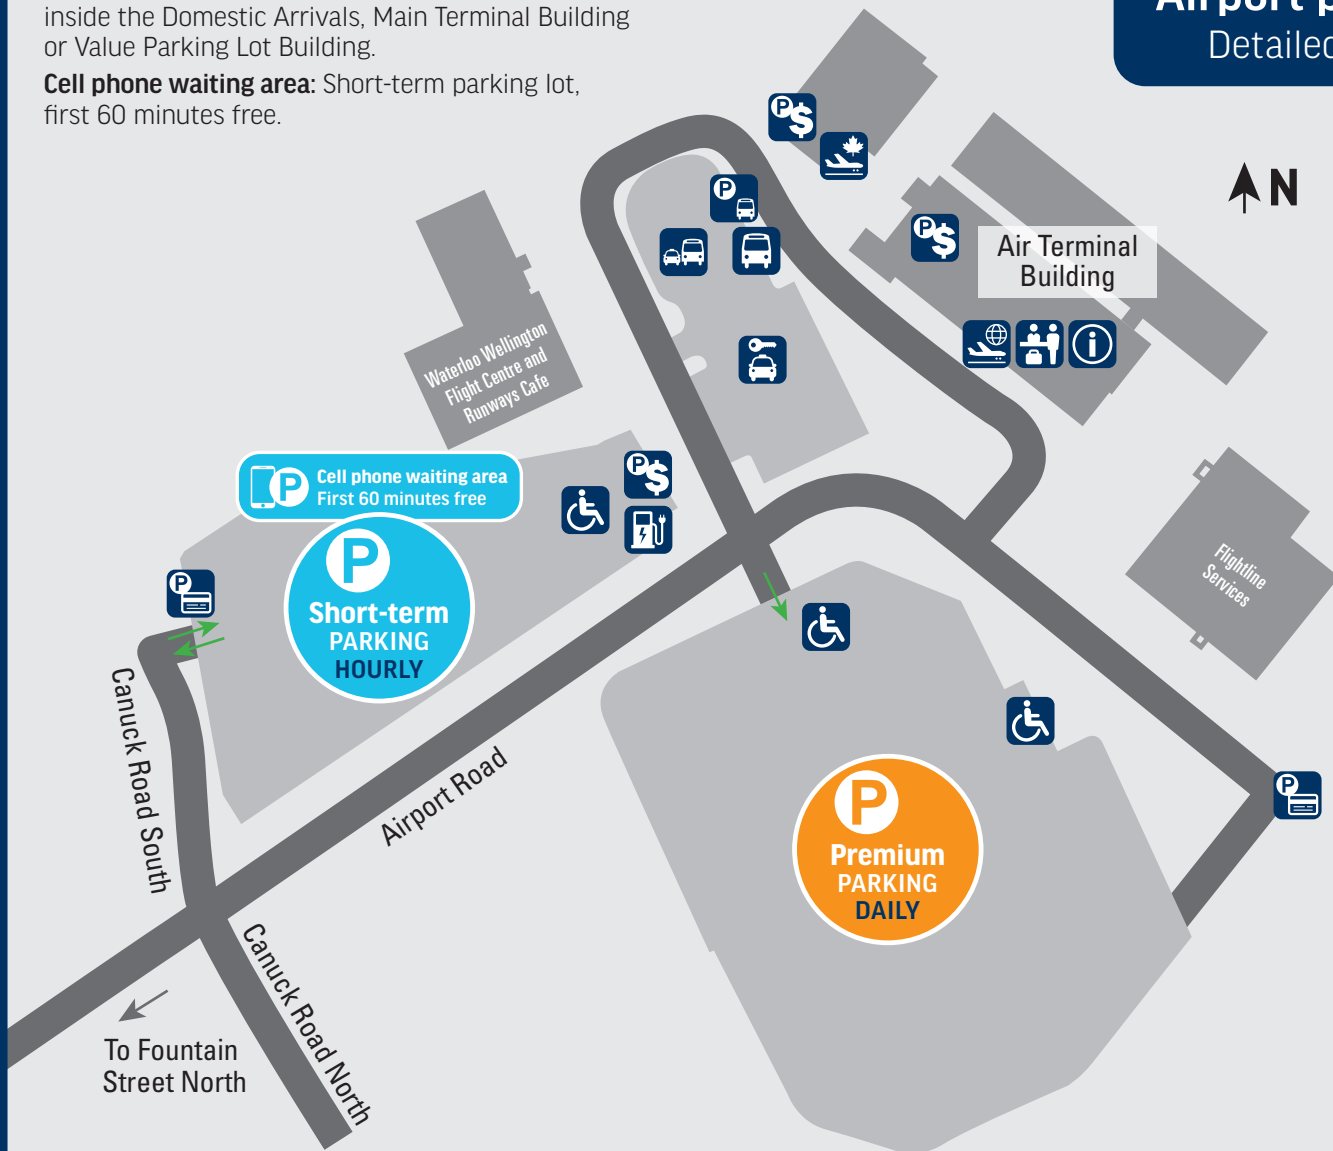 inside the Domestic Arrivals, Main Terminal Building
or Value Parking Lot Building.
Cell phone waiting area: Short-term parking lot,
first 60 minutes free.
Airport p
Detailed
P$
P
P$
N
Air Terminal
Building
i
Waterloo Wellington
Flight Centre and
Runways Cafe
P
Cell phone waiting area
First 60 minutes free
P$
P
Short-term
PARKING
HOURLY
P
Flightline
Services
Canuck Road South
Airport Road
P
P
Premium
PARKING
DAILY
Canuck Road North
To Fountain
Street North